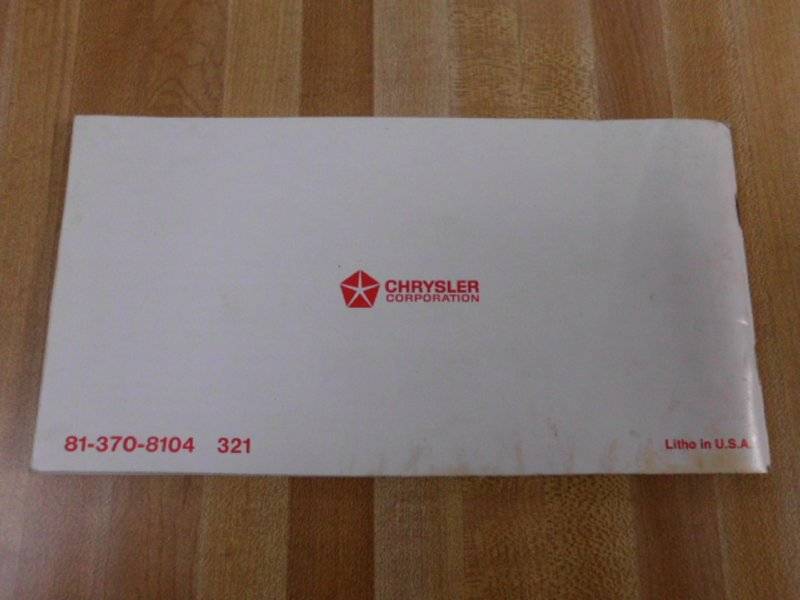 CHRYSLER
CORPORATION
81-370-8104 321
Litho in U.S.A.